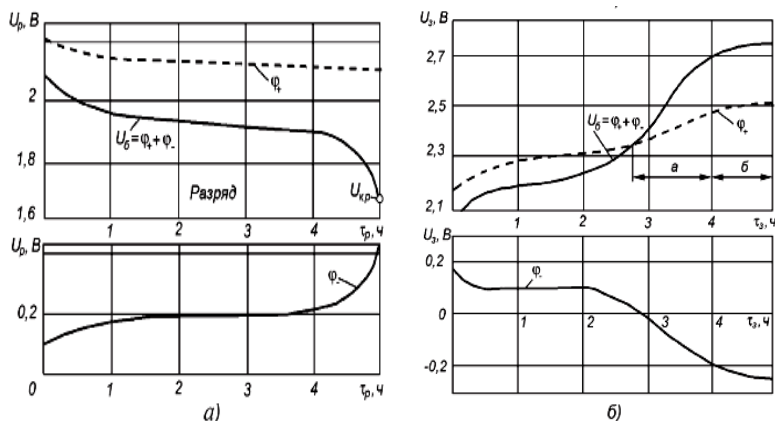 Uр, В
2
1,8
1,6
φ₊
Uб = φ₊ + φ₋
Разряд
Uкр
1 2 3 4 τр, ч
Uр, В
0,2
0
φ₋
1 2 3 4 τр, ч
а)
Uз, В
2,7
2,5
2,3
2,1
Uб = φ₊ + φ₋
φ₊
а
б
1 2 3 4 τз, ч
Uз, В
0,2
0
-0,2
φ₋
1 2 3 4 τз, ч
б)